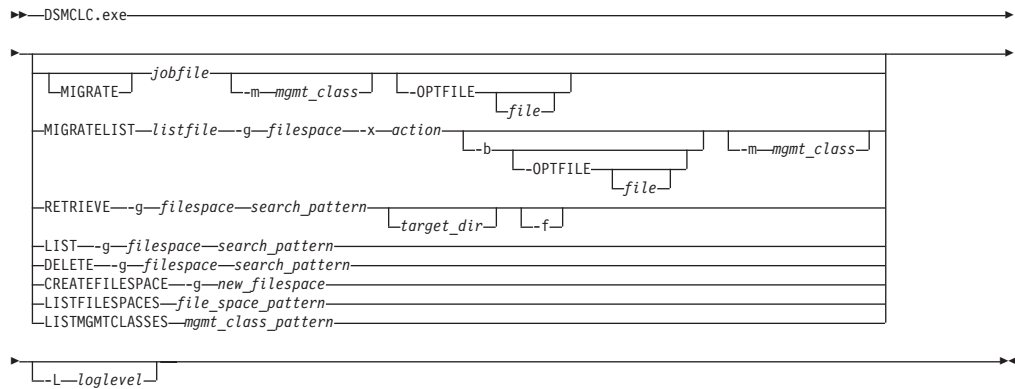 DSMCLC.exe
MIGRATE jobfile -m mgmt_class -OPTFILE
file
MIGRATELIST listfile -g filespace -x action
-b -m mgmt_class
-OPTFILE
file
RETRIEVE -g filespace search_pattern
target_dir -f
LIST -g filespace search_pattern
DELETE -g filespace search_pattern
CREATEFILESPACE -g new_filespace
LISTFILESPACES file_space_pattern
LISTMGMTCLASSES mgmt_class_pattern
-L loglevel